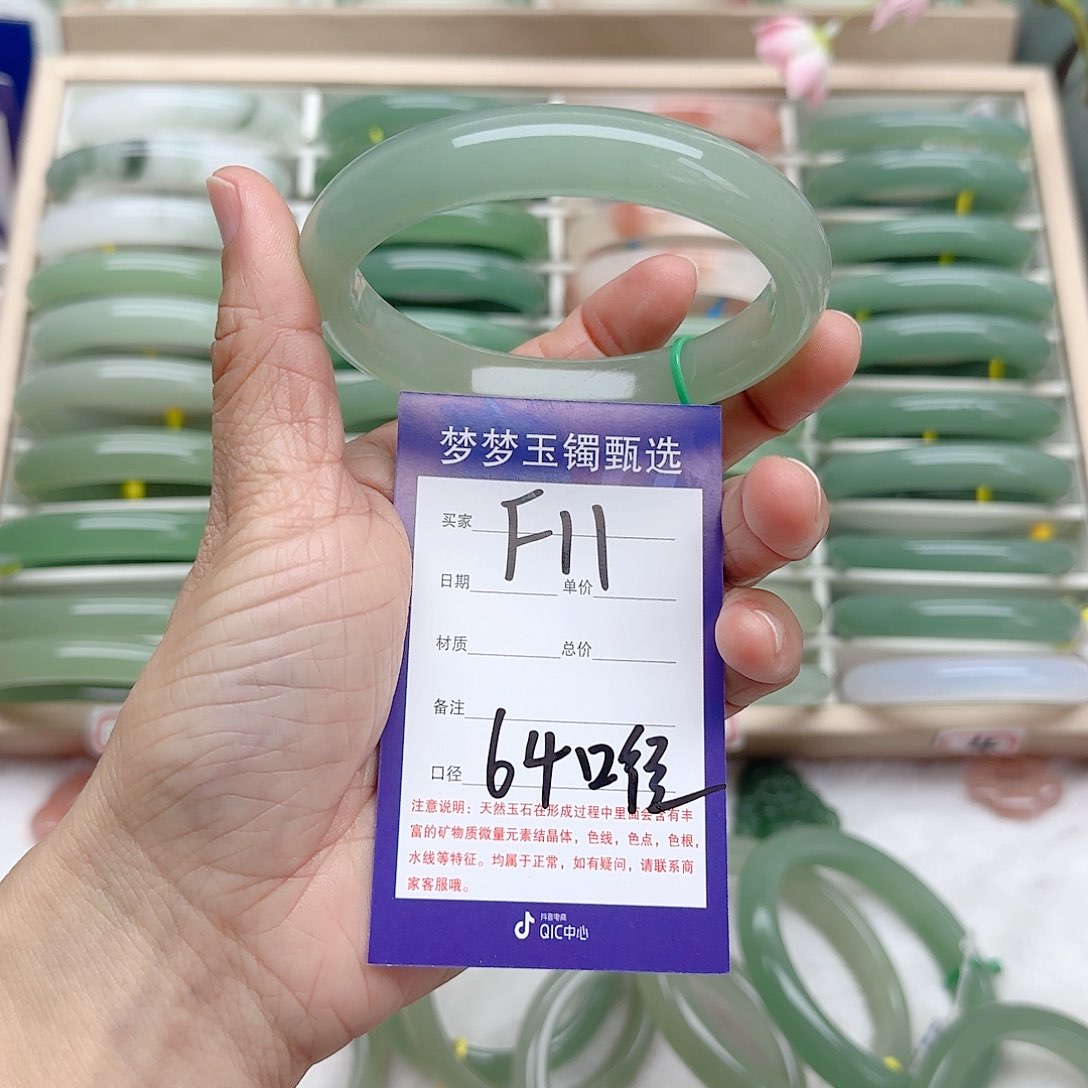 梦梦玉镯甄选
买家 F11
日期 单价
材质 总价
备注
口径 64口径
注意说明：天然玉石在形成过程中里面会含有丰
富的矿物质微量元素结晶体，色线，色点，色根，
水线等特征。均属于正常，如有疑问，请联系商
家客服哦。
抖音电商
QIC中心